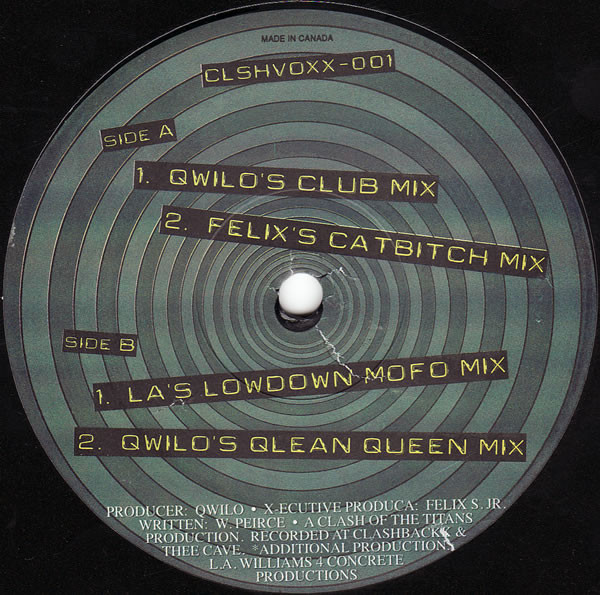 MADE IN CANADA
CLSHVOXX-001
SIDE A
1. QWILO'S CLUB MIX
2. FELIX'S CATBITCH MIX
SIDE B
1. LA'S LOWDOWN MOFO MIX
2. QWILO'S QLEAN QUEEN MIX
PRODUCER: QWILO • X-ECUTIVE PRODUCA: FELIX S. JR.
WRITTEN: W. PEIRCE • A CLASH OF THE TITANS
PRODUCTION. RECORDED AT CLASHBACKK &
THEE CAVE. *ADDITIONAL PRODUCTION
L.A. WILLIAMS 4 CONCRETE
PRODUCTIONS